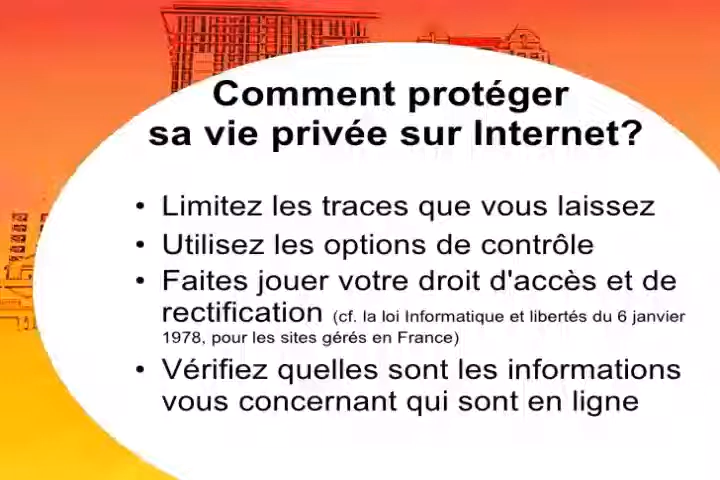 Comment protéger
sa vie privée sur Internet?
• Limitez les traces que vous laissez
• Utilisez les options de contrôle
• Faites jouer votre droit d'accès et de
rectification (cf. la loi Informatique et libertés du 6 janvier
1978, pour les sites gérés en France)
• Vérifiez quelles sont les informations
vous concernant qui sont en ligne